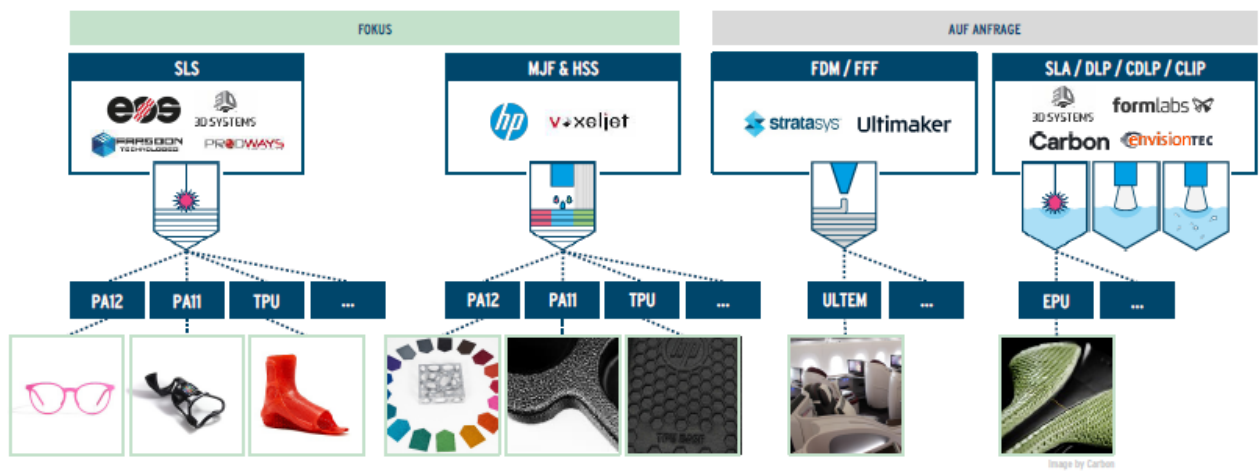 FOKUS
AUF ANFRAGE
SLS
MJF & HSS
FDM / FFF
SLA / DLP / CDLP / CLIP
eos
3D SYSTEMS
FARSOON
TECHNOLOGIES
PRODWAYS
hp
voxeljet
stratasys
Ultimaker
3D SYSTEMS
formlabs
Carbon
envisionTEC
PA12
PA11
TPU
...
PA12
PA11
TPU
...
ULTEM
...
EPU
...
hp
Image by Carbon